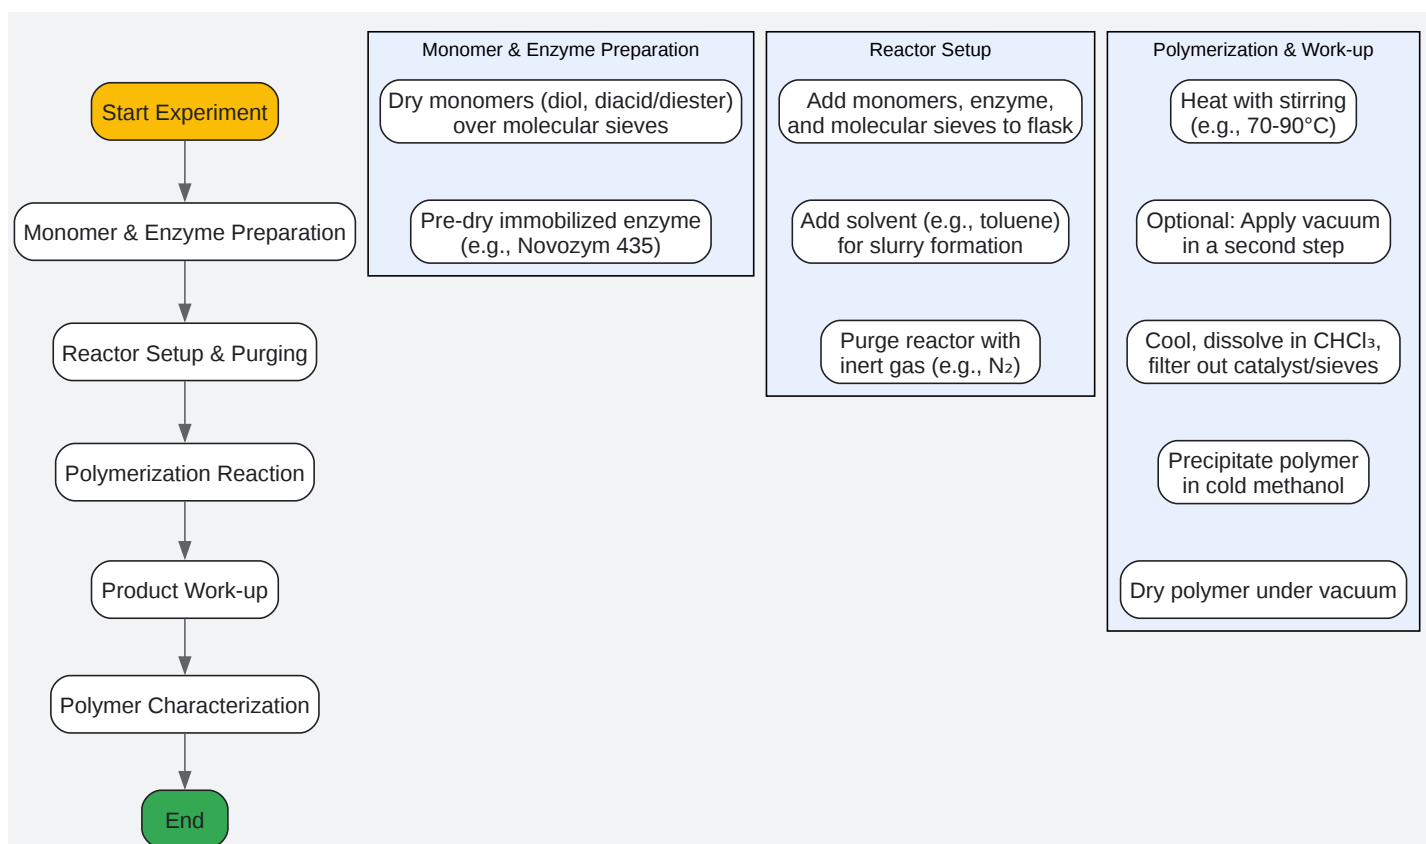 Start Experiment
Monomer & Enzyme Preparation
Reactor Setup & Purging
Polymerization Reaction
Product Work-up
Polymer Characterization
End
Monomer & Enzyme Preparation
Dry monomers (diol, diacid/diester)
over molecular sieves
Pre-dry immobilized enzyme
(e.g., Novozym 435)
Reactor Setup
Add monomers, enzyme,
and molecular sieves to flask
Add solvent (e.g., toluene)
for slurry formation
Purge reactor with
inert gas (e.g., N₂)
Polymerization & Work-up
Heat with stirring
(e.g., 70-90°C)
Optional: Apply vacuum
in a second step
Cool, dissolve in CHCl₃,
filter out catalyst/sieves
Precipitate polymer
in cold methanol
Dry polymer under vacuum